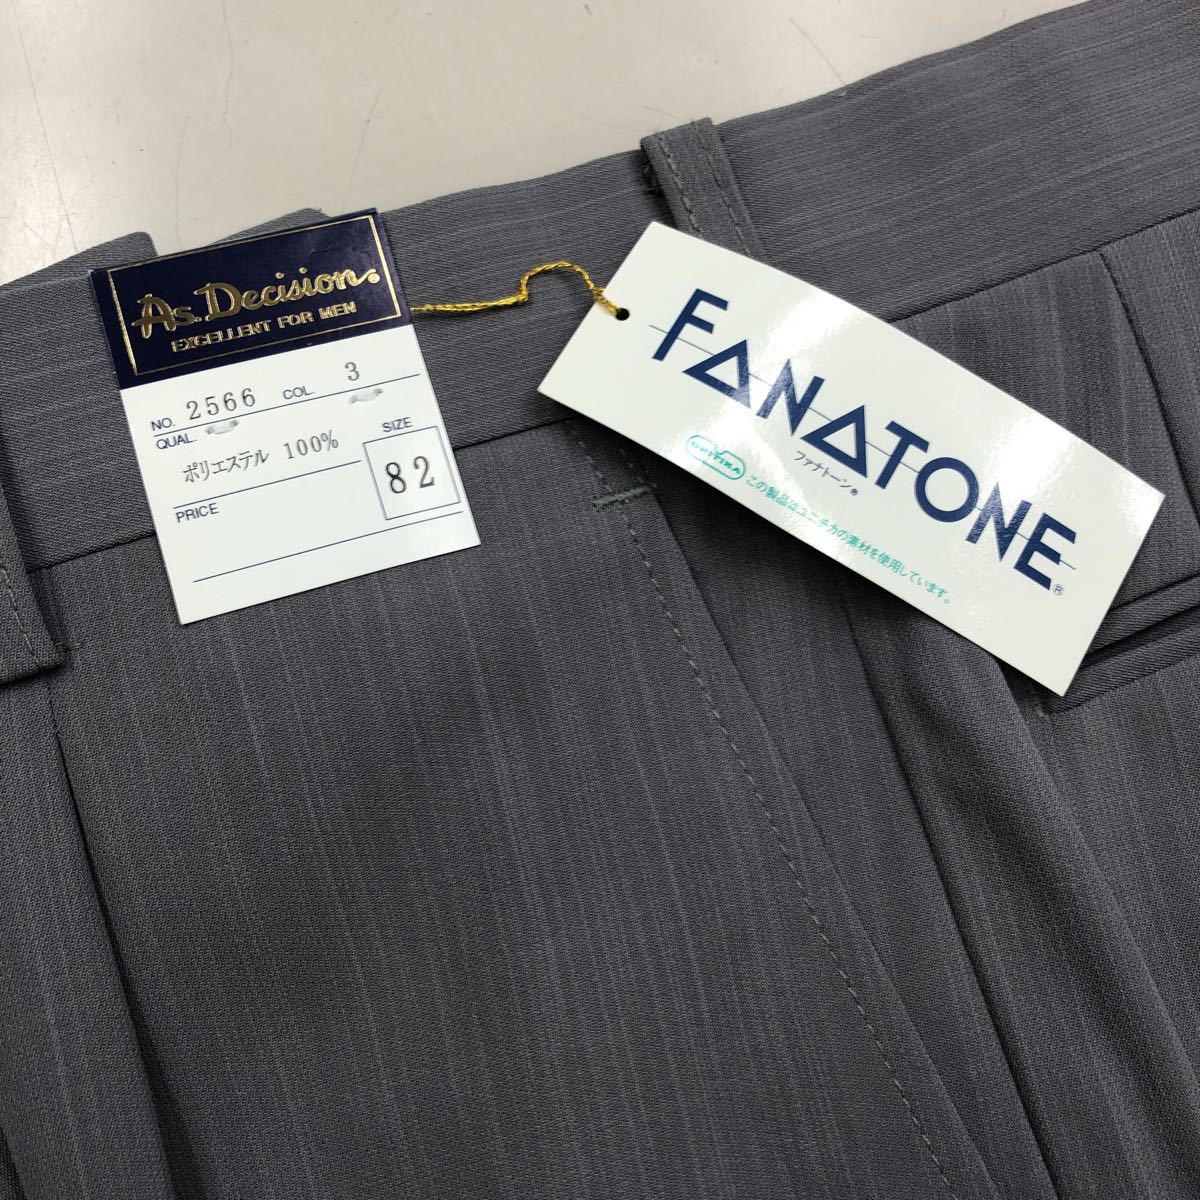 As. Decision®
EXCELLENT FOR MEN
NO. 2566 COL. 3
QUAL.
ポリエステル 100%
SIZE
82
PRICE
FANATONE®
ファナトーン®
UNITIKA
この製品はユニチカの素材を使用しています。